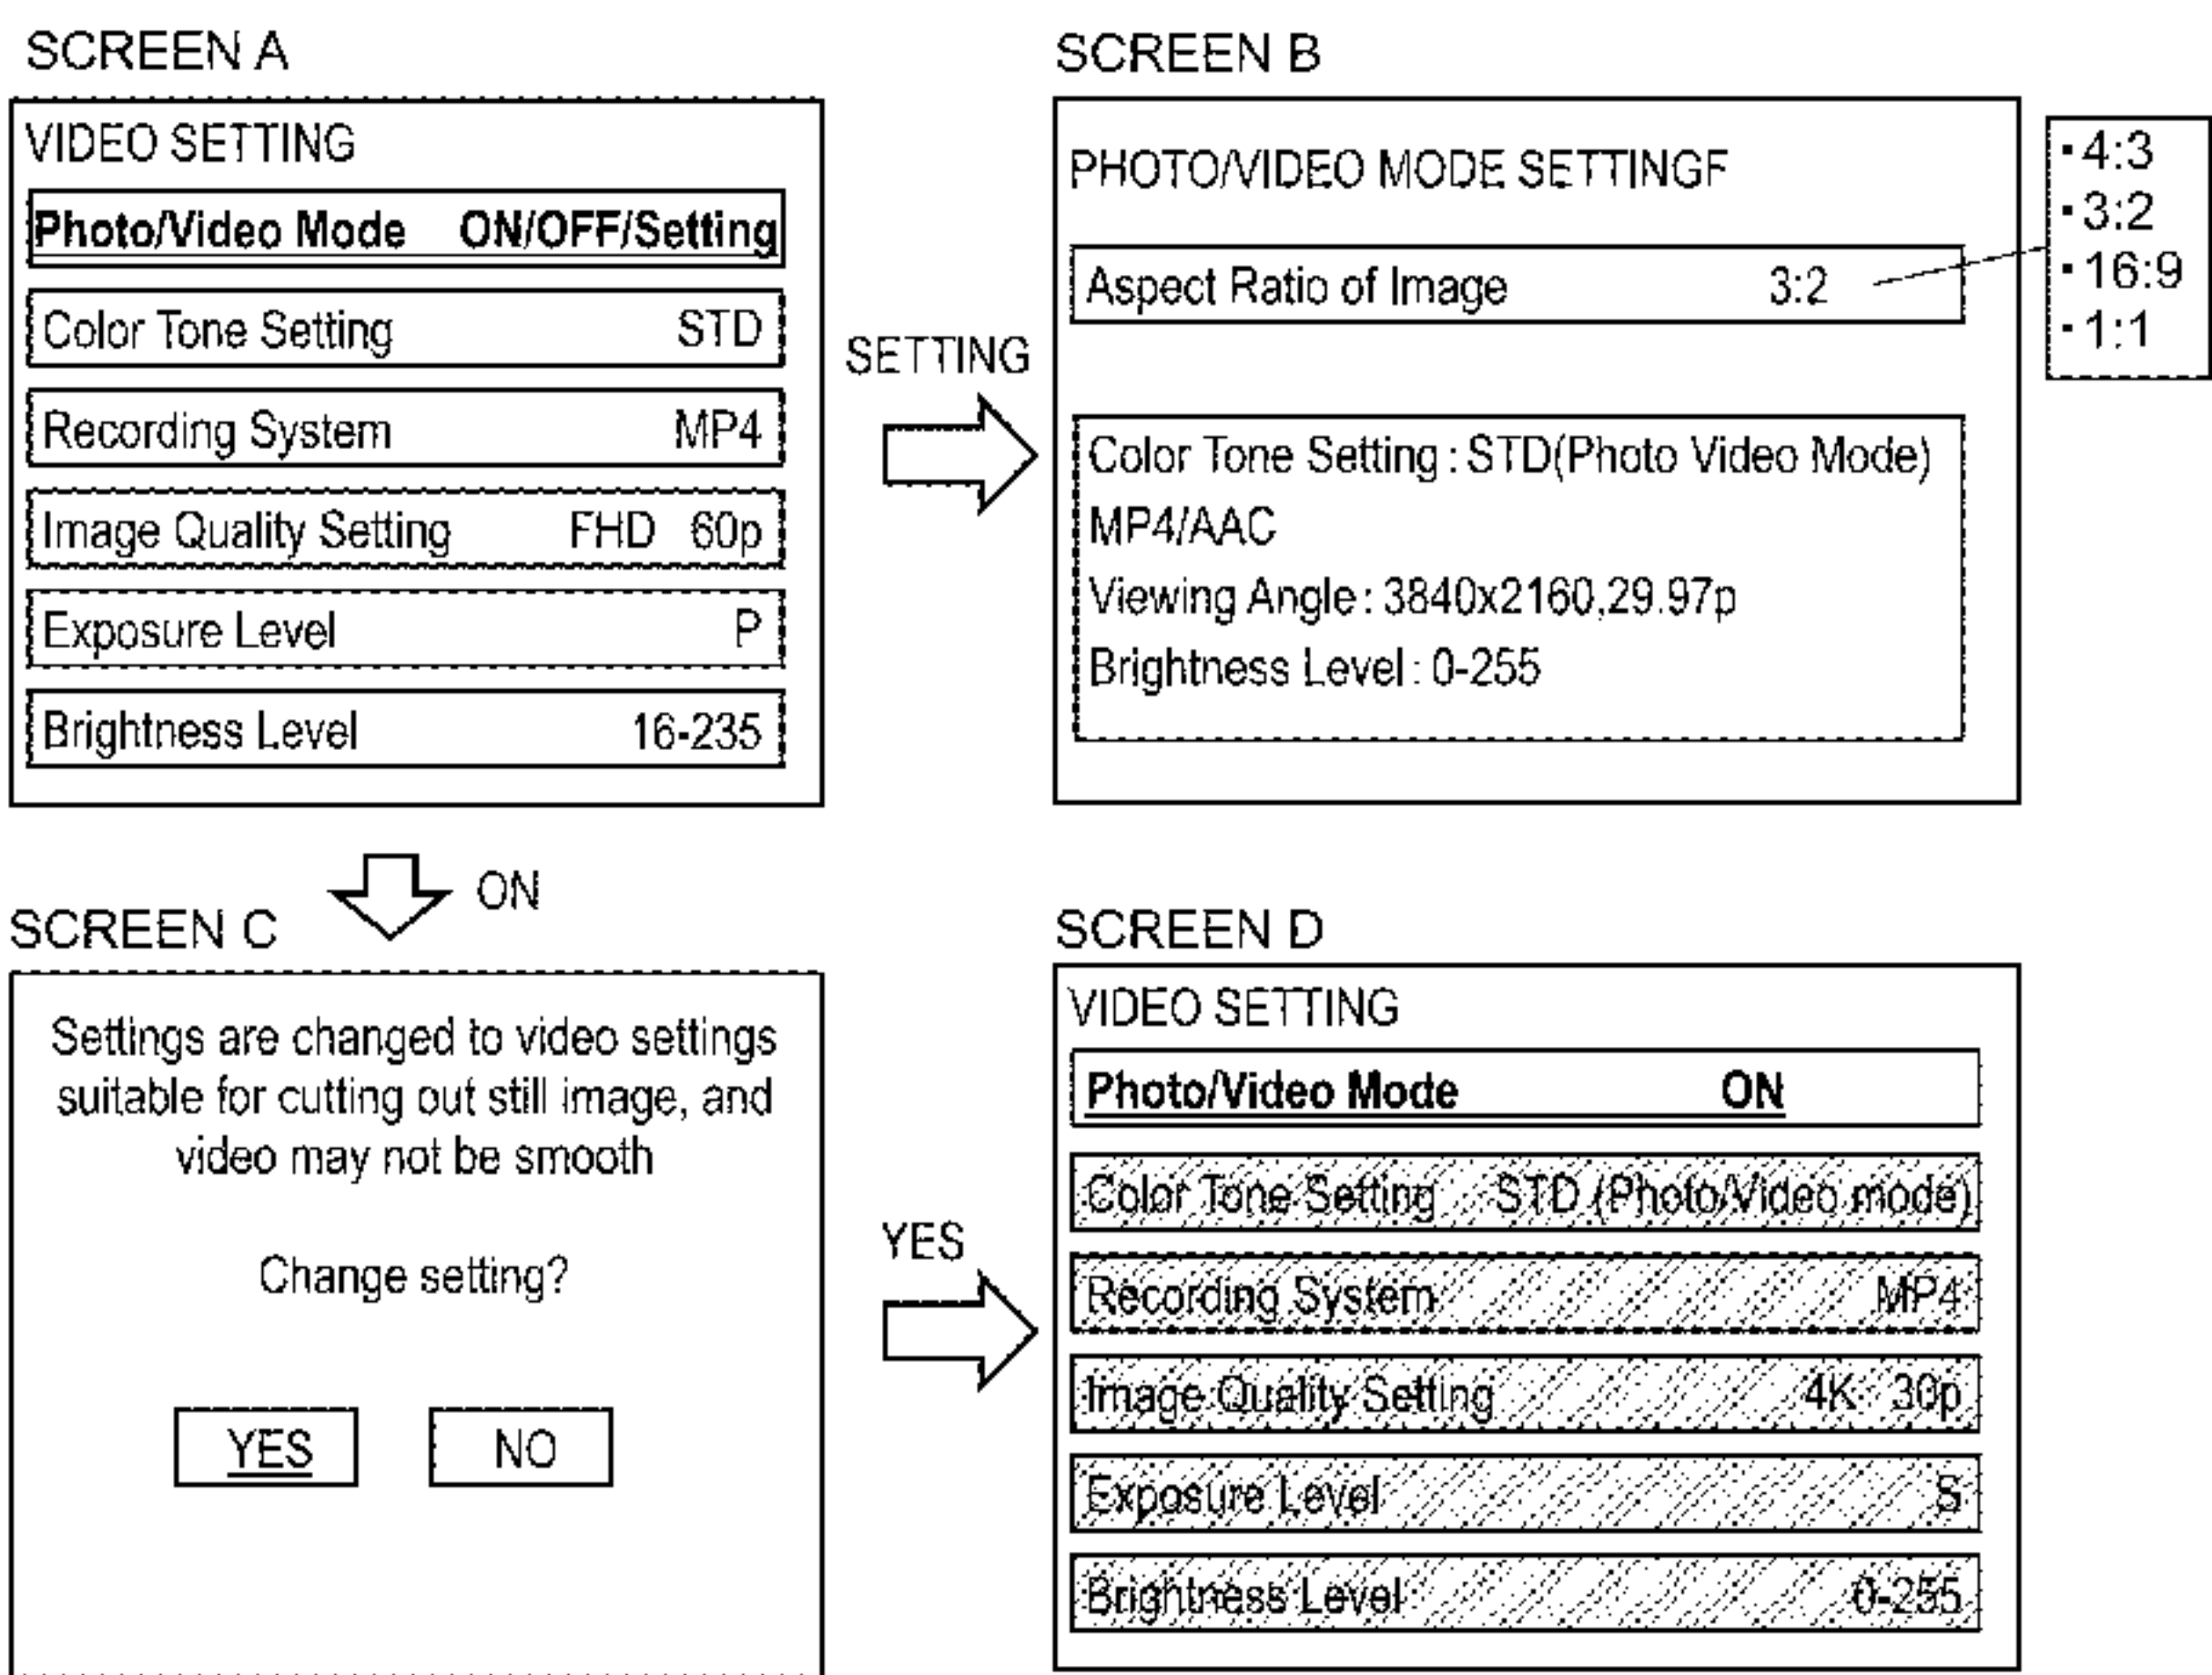 SCREEN A
VIDEO SETTING
Photo/Video Mode ON/OFF/Setting
Color Tone Setting STD
Recording System MP4
Image Quality Setting FHD 60p
Exposure Level P
Brightness Level 16-235
SETTING
SCREEN B
PHOTO/VIDEO MODE SETTINGF
Aspect Ratio of Image 3:2
▪4:3
▪3:2
▪16:9
▪1:1
Color Tone Setting : STD(Photo Video Mode)
MP4/AAC
Viewing Angle : 3840x2160,29.97p
Brightness Level : 0-255
ON
SCREEN C
Settings are changed to video settings
suitable for cutting out still image, and
video may not be smooth
Change setting?
YES NO
YES
SCREEN D
VIDEO SETTING
Photo/Video Mode ON
Color Tone Setting STD (Photo/Video mode)
Recording System MP4
Image Quality Setting 4K 30p
Exposure Level S
Brightness Level 0-255